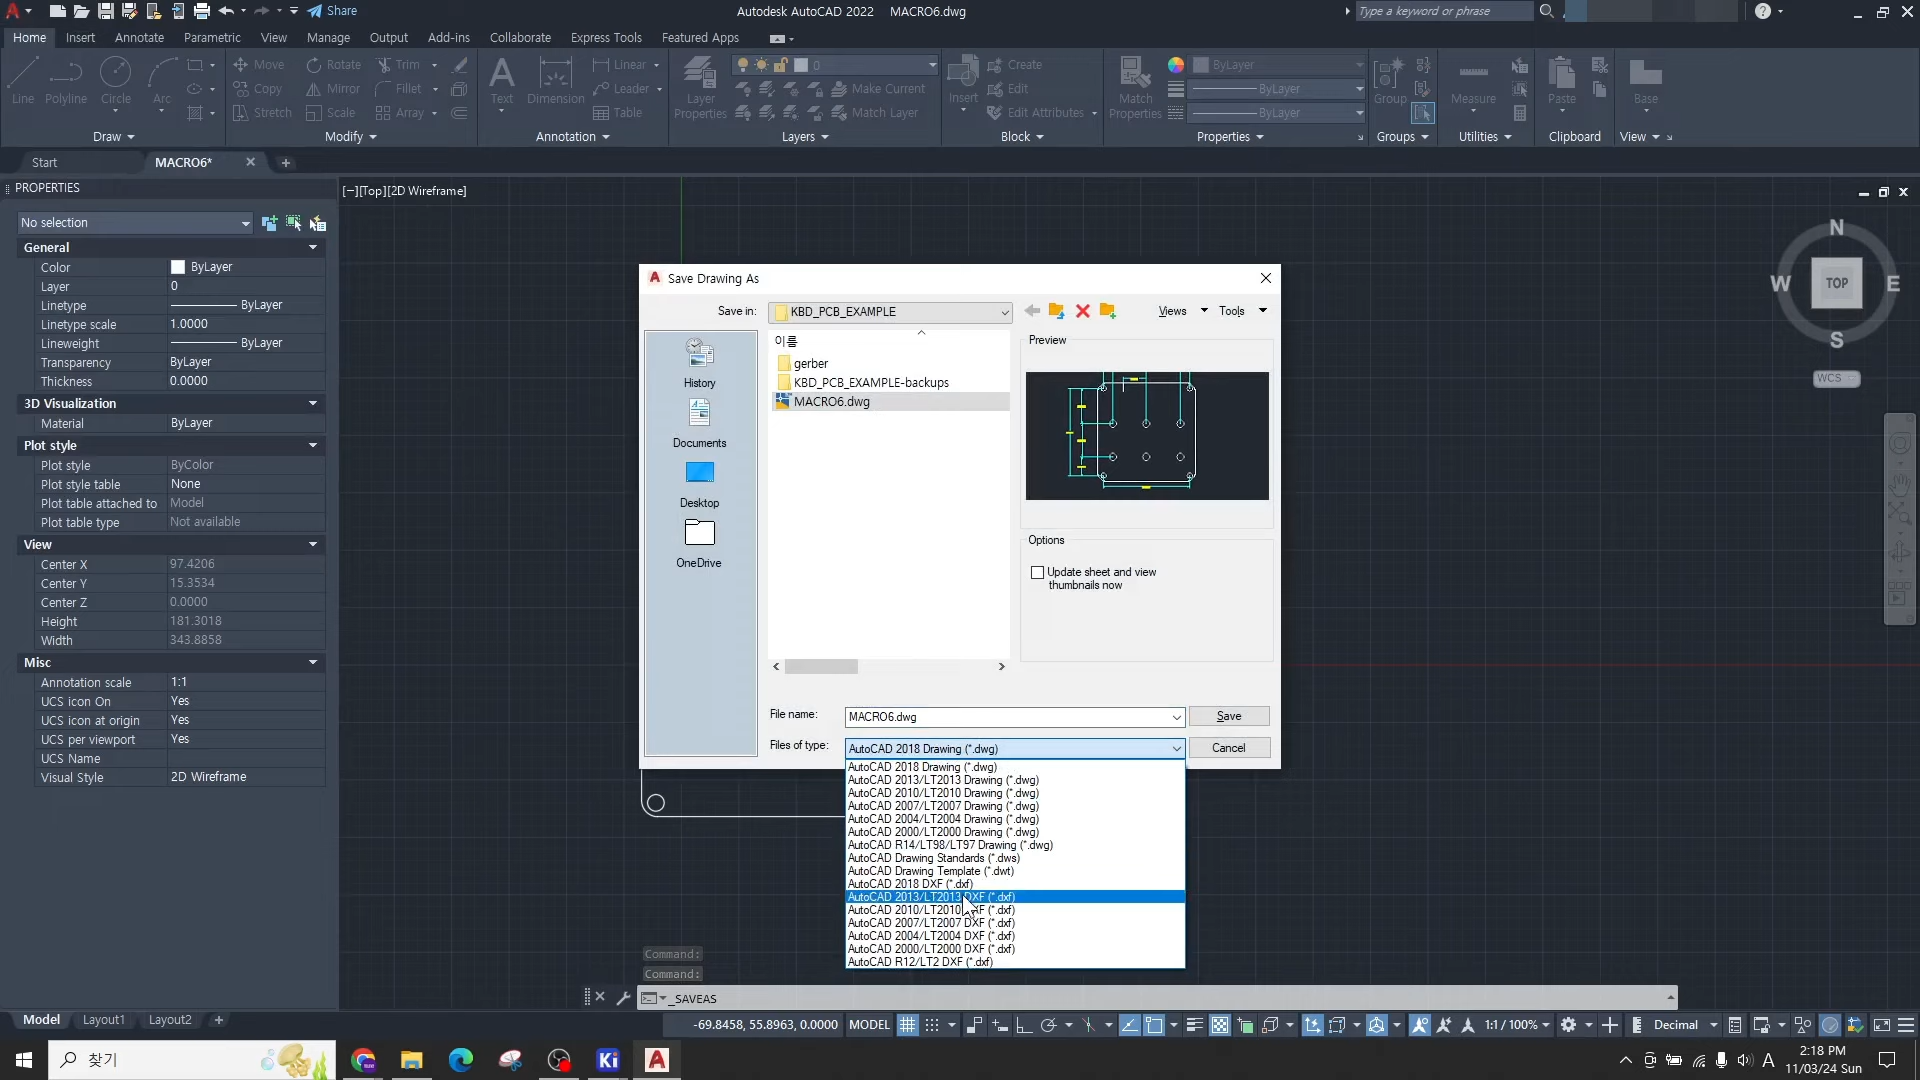 Share
Autodesk AutoCAD 2022 MACRO6.dwg
Type a keyword or phrase
Home Insert Annotate Parametric View Manage Output Add-ins Collaborate Express Tools Featured Apps
Line Polyline Circle Arc
Move Rotate Trim
Copy Mirror Fillet
Stretch Scale Array
Text Dimension
Linear
Leader
Table
Layer Properties
0
Make Current
Match Layer
Insert
Create
Edit
Edit Attributes
Match Properties
ByLayer
ByLayer
ByLayer
Group
Measure
Paste
Base
Draw Modify Annotation Layers Block Properties Groups Utilities Clipboard View
Start MACRO6*
PROPERTIES
[−][Top][2D Wireframe]
No selection
General
Color ByLayer
Layer 0
Linetype ByLayer
Linetype scale 1.0000
Lineweight ByLayer
Transparency ByLayer
Thickness 0.0000
3D Visualization
Material ByLayer
Plot style
Plot style ByColor
Plot style table None
Plot table attached to Model
Plot table type Not available
View
Center X 97.4206
Center Y 15.3534
Center Z 0.0000
Height 181.3018
Width 343.8858
Misc
Annotation scale 1:1
UCS icon On Yes
UCS icon at origin Yes
UCS per viewport Yes
UCS Name
Visual Style 2D Wireframe
N
W TOP E
S
WCS
Save Drawing As
Save in: KBD_PCB_EXAMPLE
Views Tools
History
Documents
Desktop
OneDrive
이름
gerber
KBD_PCB_EXAMPLE-backups
MACRO6.dwg
Preview
Options
Update sheet and view
thumbnails now
File name: MACRO6.dwg Save
Files of type: AutoCAD 2018 Drawing (*.dwg) Cancel
AutoCAD 2018 Drawing (*.dwg)
AutoCAD 2013/LT2013 Drawing (*.dwg)
AutoCAD 2010/LT2010 Drawing (*.dwg)
AutoCAD 2007/LT2007 Drawing (*.dwg)
AutoCAD 2004/LT2004 Drawing (*.dwg)
AutoCAD 2000/LT2000 Drawing (*.dwg)
AutoCAD R14/LT98/LT97 Drawing (*.dwg)
AutoCAD Drawing Standards (*.dws)
AutoCAD Drawing Template (*.dwt)
AutoCAD 2018 DXF (*.dxf)
AutoCAD 2013/LT2013 DXF (*.dxf)
AutoCAD 2010/LT2010 DXF (*.dxf)
AutoCAD 2007/LT2007 DXF (*.dxf)
AutoCAD 2004/LT2004 DXF (*.dxf)
AutoCAD 2000/LT2000 DXF (*.dxf)
AutoCAD R12/LT2 DXF (*.dxf)
Command:
Command:
_SAVEAS
Model Layout1 Layout2
-69.8458, 55.8963, 0.0000 MODEL 1:1 / 100% Decimal
찾기
Ki
A
A
2:18 PM
11/03/24 Sun